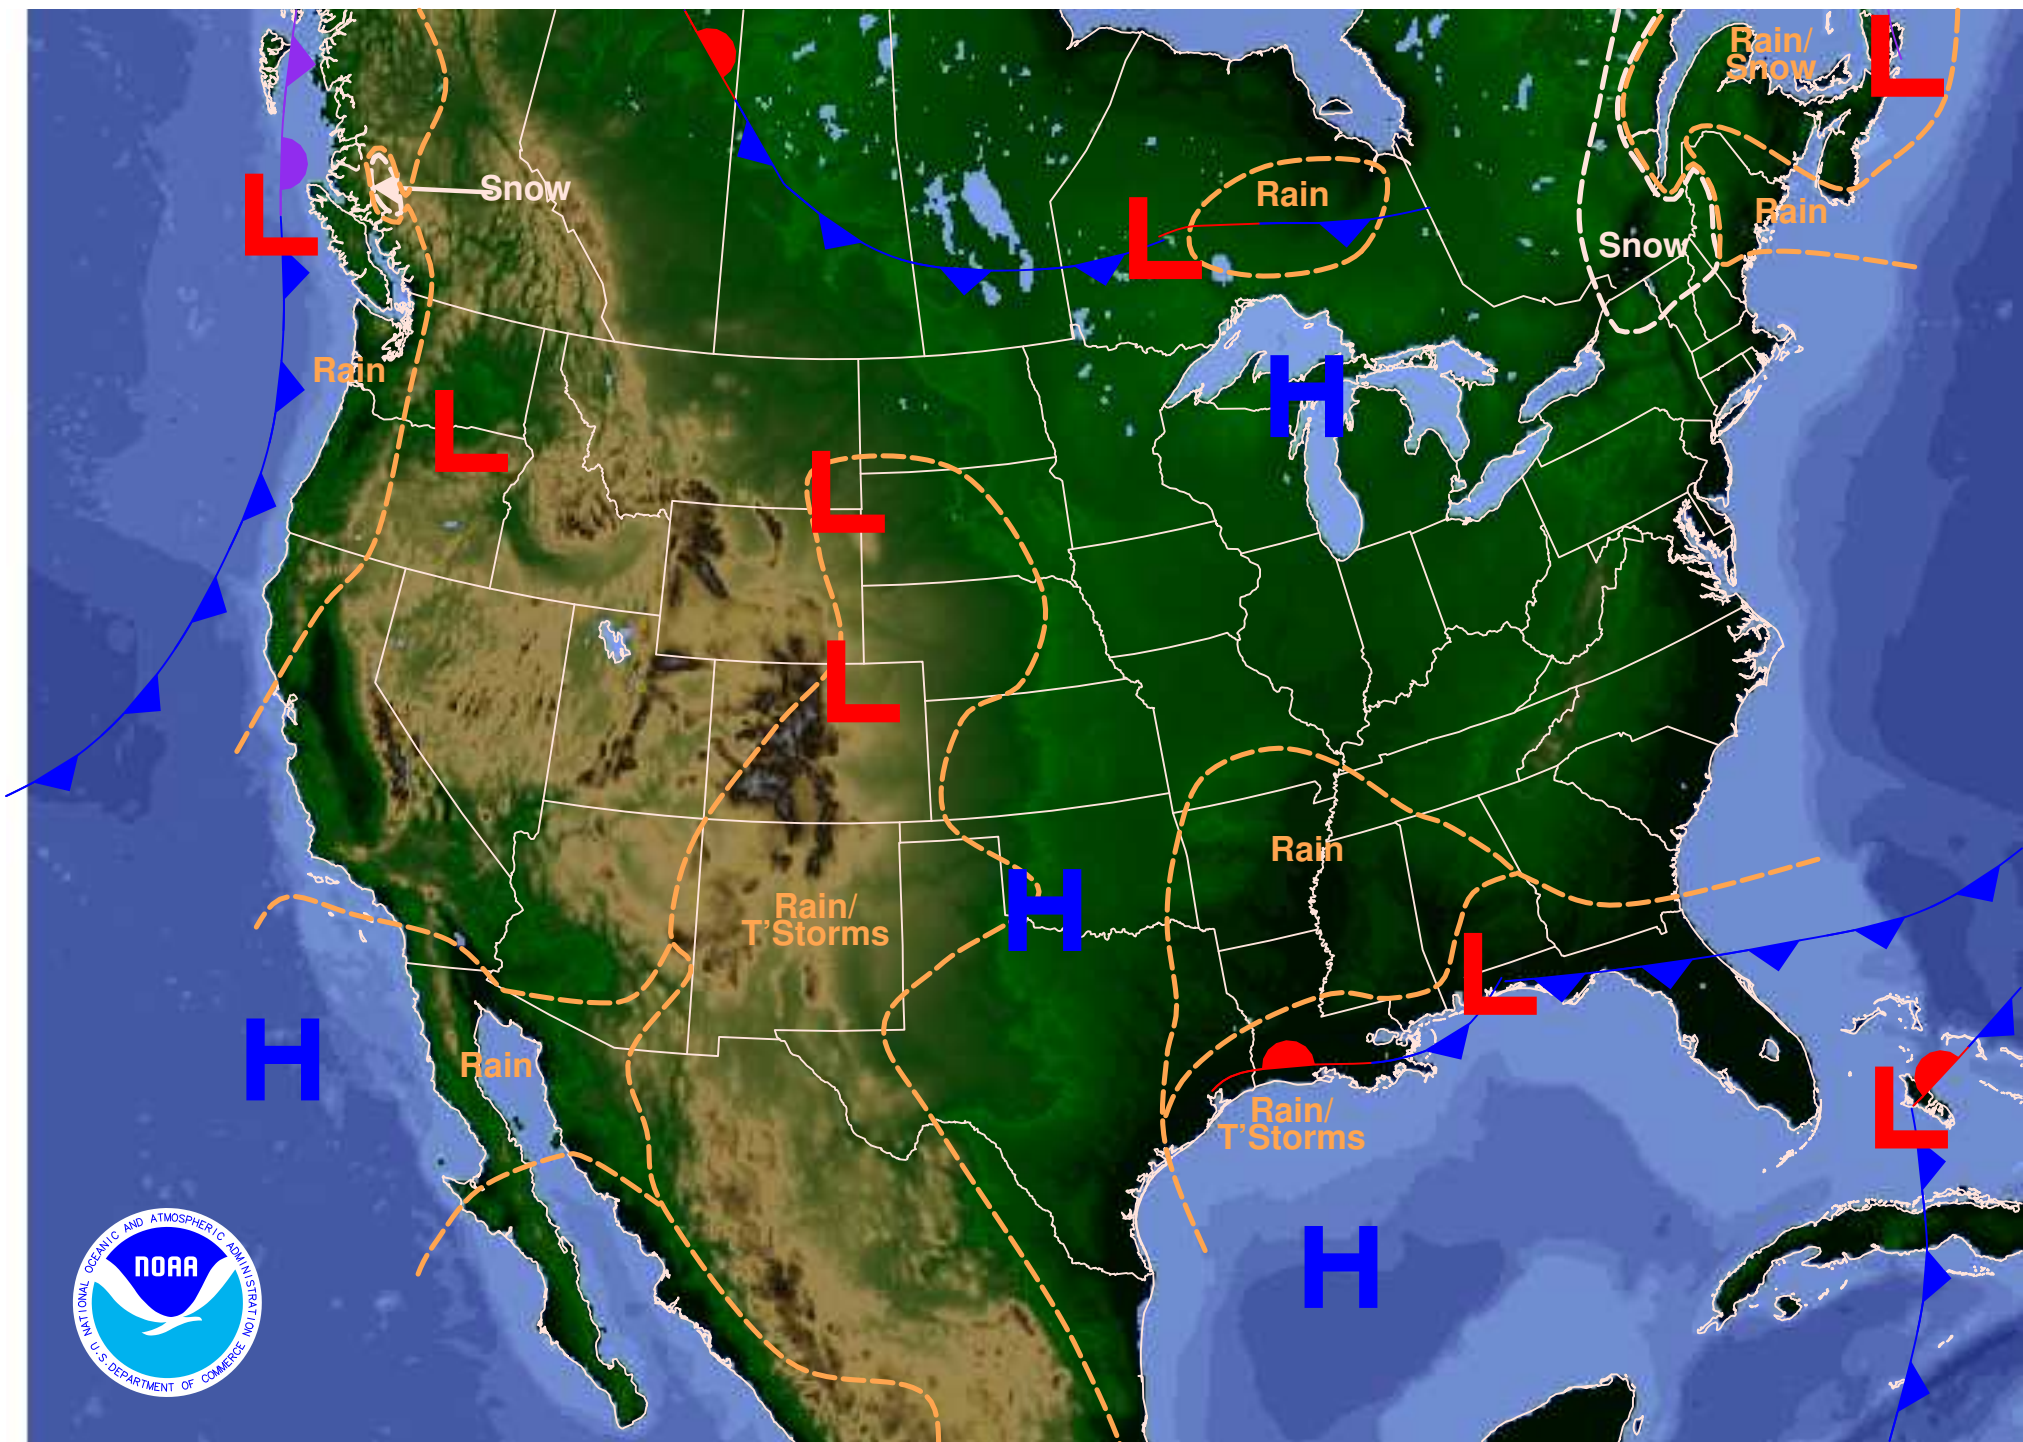 Rain/
Snow
L
Snow
Rain
L
L
Rain
Snow
Rain
H
L
L
L
Rain
Rain/
T'Storms
H
L
H
Rain
L
Rain/
T'Storms
H
NATIONAL OCEANIC AND ATMOSPHERIC ADMINISTRATION
NOAA
U.S. DEPARTMENT OF COMMERCE